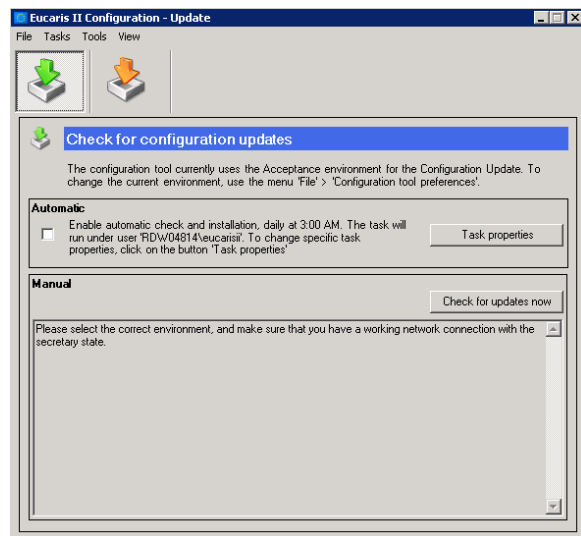 Eucaris II Configuration - Update
File Tasks Tools View
Check for configuration updates
The configuration tool currently uses the Acceptance environment for the Configuration Update. To
change the current environment, use the menu 'File' > 'Configuration tool preferences'.
Automatic
Enable automatic check and installation, daily at 3:00 AM. The task will
run under user 'RDW04814\eucarisii'. To change specific task
properties, click on the button 'Task properties'
Task properties
Manual
Check for updates now
Please select the correct environment, and make sure that you have a working network connection with the
secretary state.